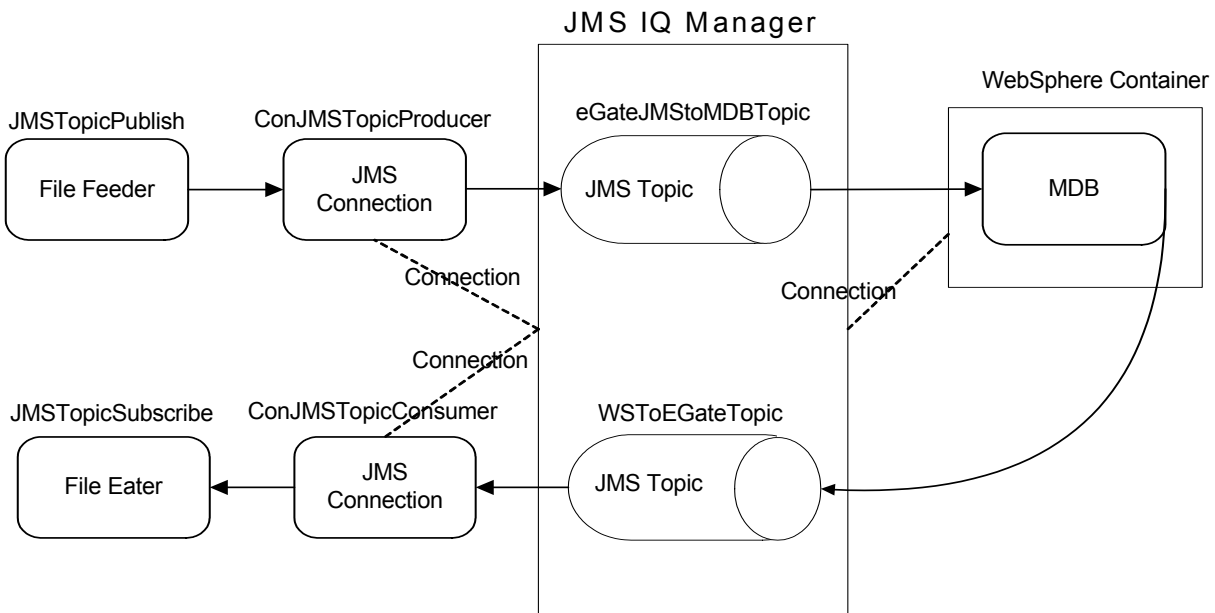 JMS IQ Manager
WebSphere Container
JMSTopicPublish
ConJMSTopicProducer
eGateJMStoMDBTopic
File Feeder
JMS
Connection
JMS Topic
MDB
Connection
Connection
Connection
JMSTopicSubscribe
ConJMSTopicConsumer
WSToEGateTopic
File Eater
JMS
Connection
JMS Topic